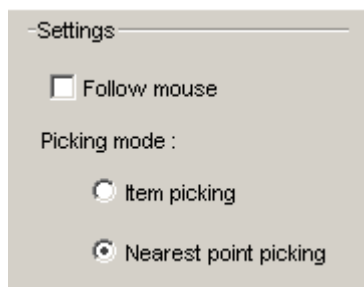 Settings
Follow mouse
Picking mode :
Item picking
Nearest point picking